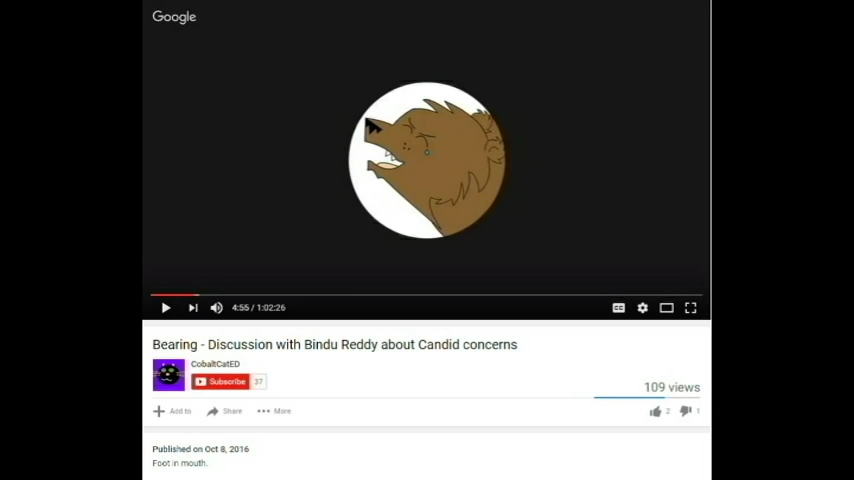 Google
4:55 / 1:02:26
CC
Bearing - Discussion with Bindu Reddy about Candid concerns
CobaltCatED
Subscribe 37
109 views
Add to Share More
2 1
Published on Oct 8, 2016
Foot in mouth.